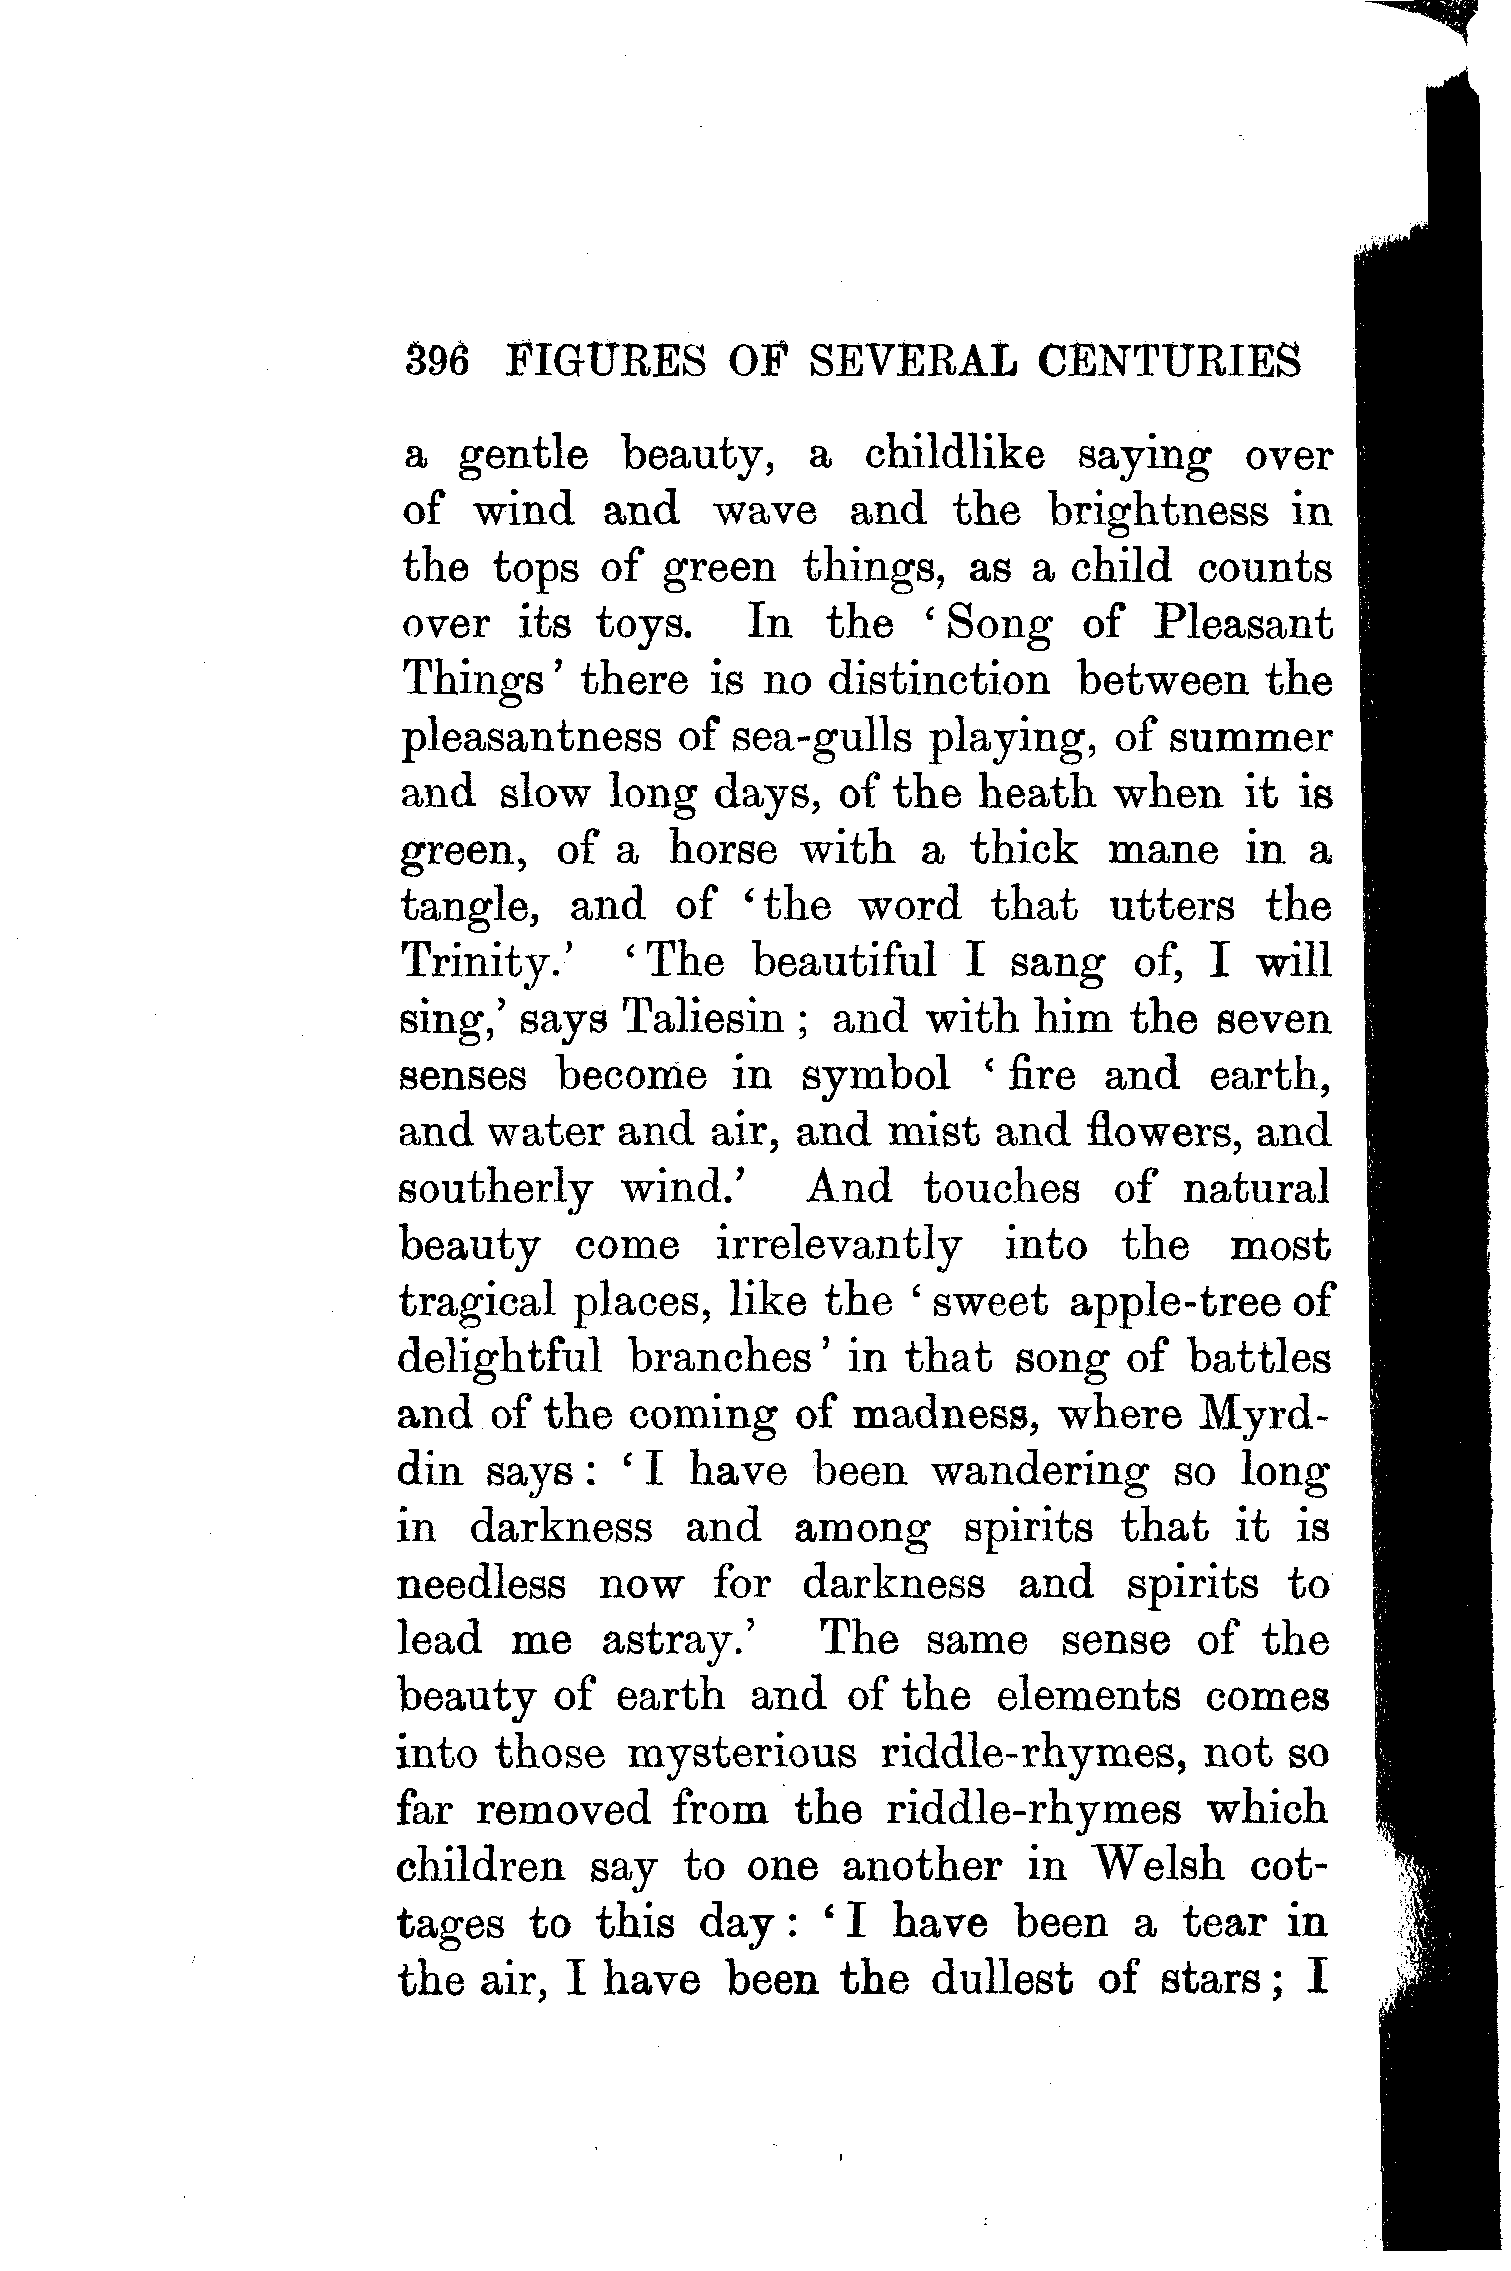 396 FIGURES OF SEVERAL CENTURIES
a gentle beauty, a childlike saying over
of wind and wave and the brightness in
the tops of green things, as a child counts
over its toys. In the ‘Song of Pleasant
Things’ there is no distinction between the
pleasantness of sea-gulls playing, of summer
and slow long days, of the heath when it is
green, of a horse with a thick mane in a
tangle, and of ‘the word that utters the
Trinity.’ ‘The beautiful I sang of, I will
sing,’ says Taliesin; and with him the seven
senses become in symbol ‘fire and earth,
and water and air, and mist and flowers, and
southerly wind.’ And touches of natural
beauty come irrelevantly into the most
tragical places, like the ‘sweet apple-tree of
delightful branches’ in that song of battles
and of the coming of madness, where Myrd-
din says: ‘I have been wandering so long
in darkness and among spirits that it is
needless now for darkness and spirits to
lead me astray.’ The same sense of the
beauty of earth and of the elements comes
into those mysterious riddle-rhymes, not so
far removed from the riddle-rhymes which
children say to one another in Welsh cot-
tages to this day: ‘I have been a tear in
the air, I have been the dullest of stars; I